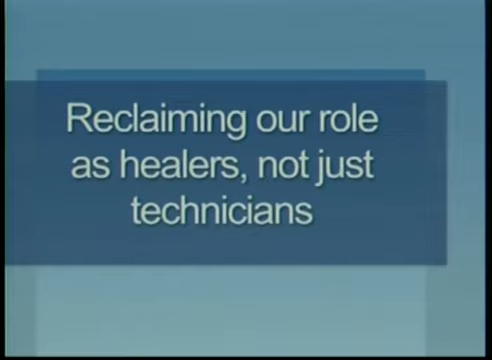 Reclaiming our role
as healers, not just
technicians